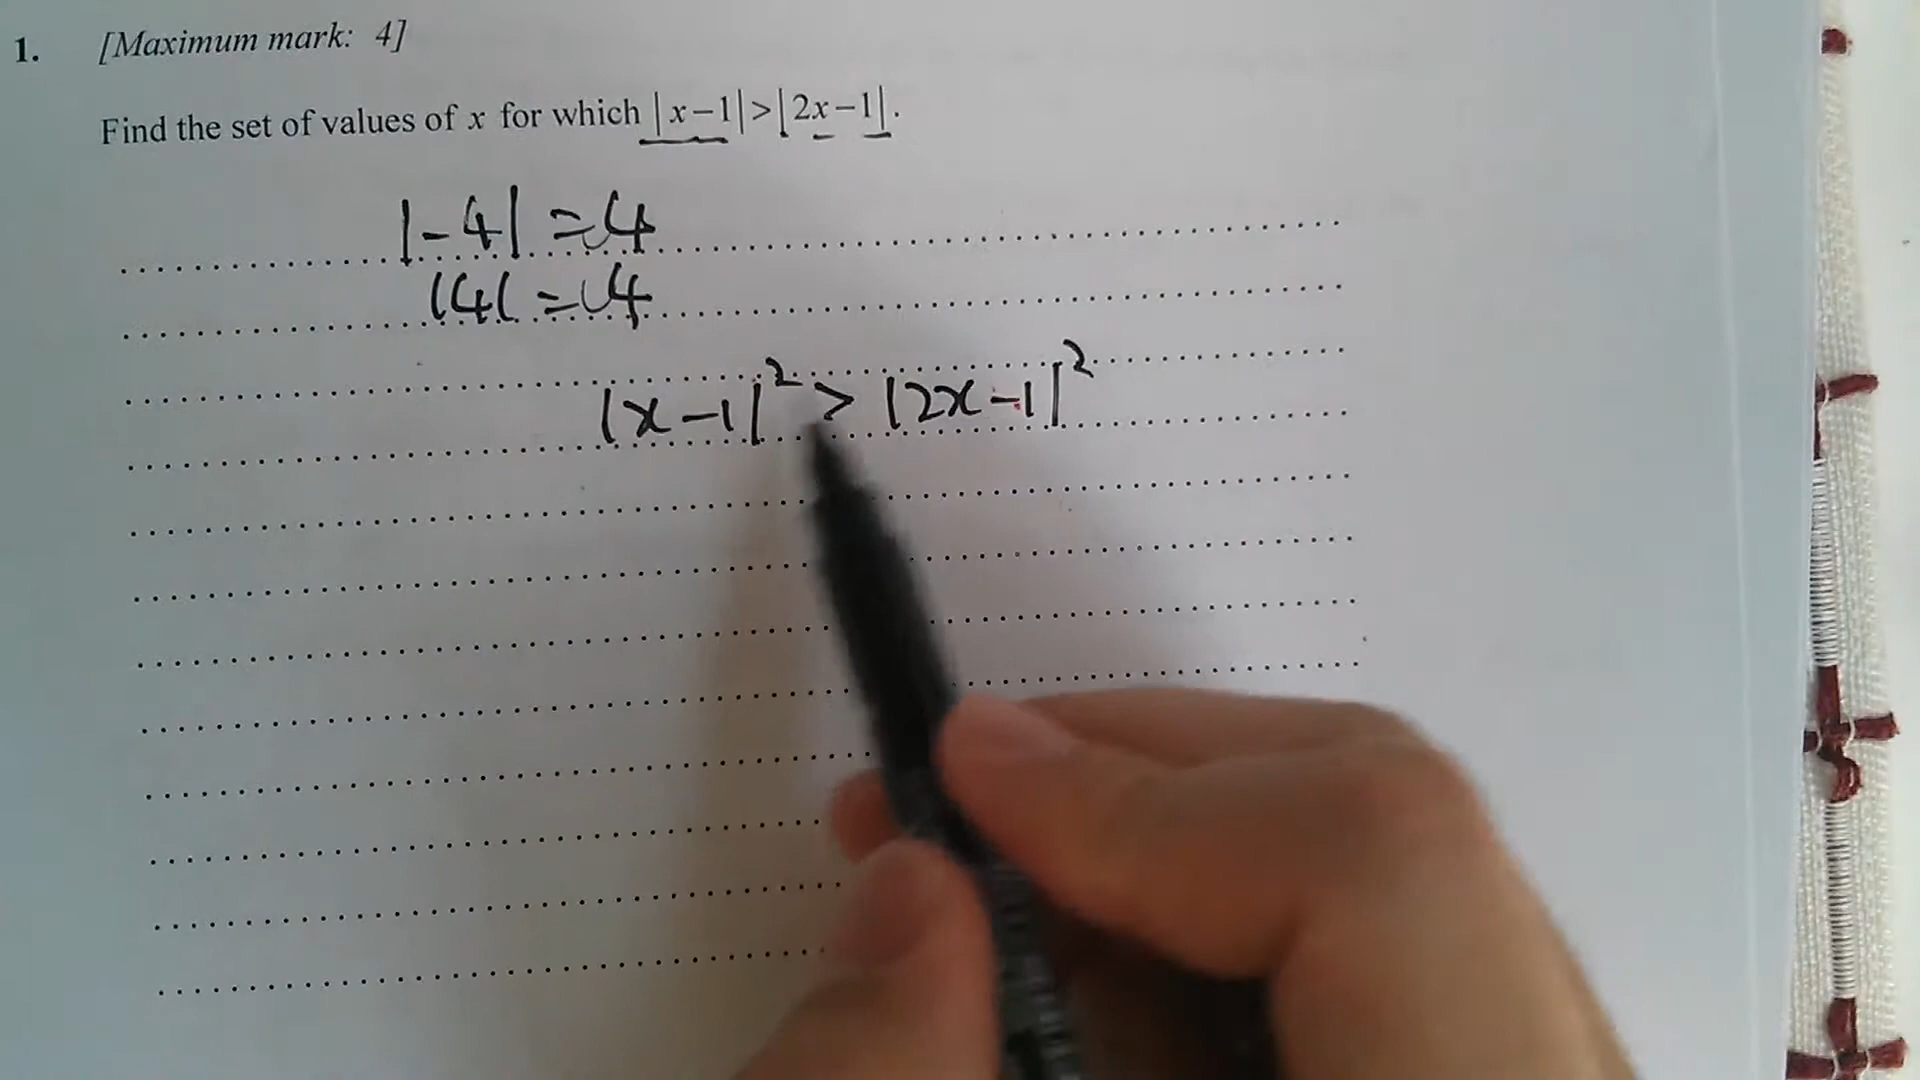 1. [Maximum mark: 4]
Find the set of values of x for which |x−1|>|2x−1|.
|-4| = 4
|4| = 4
|x-1|² > |2x-1|²